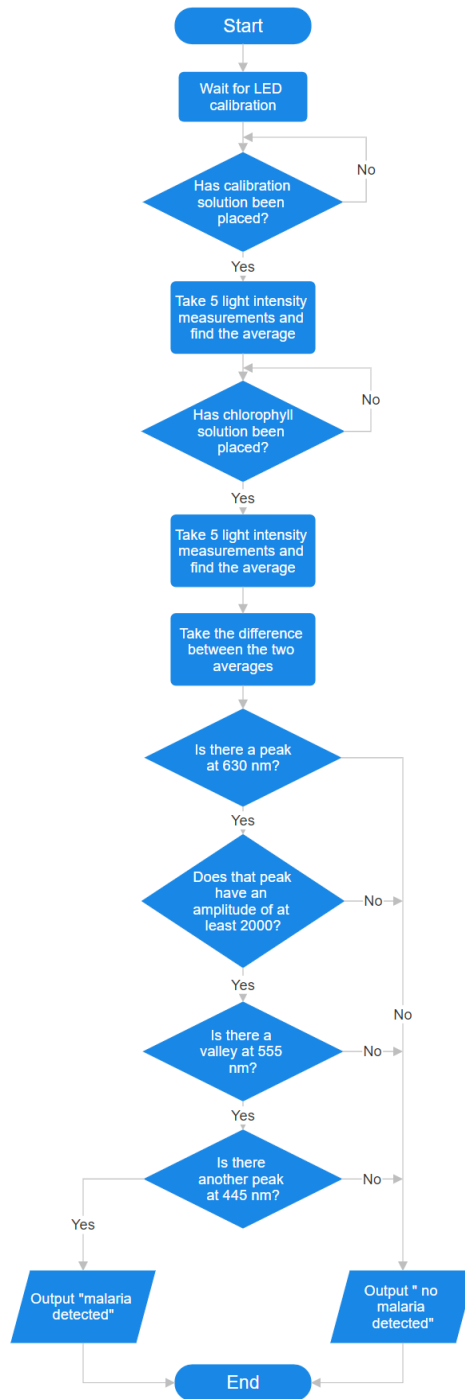 Start
Wait for LED
calibration
No
Has calibration
solution been
placed?
Yes
Take 5 light intensity
measurements and
find the average
No
Has chlorophyll
solution been
placed?
Yes
Take 5 light intensity
measurements and
find the average
Take the difference
between the two
averages
Is there a peak
at 630 nm?
Yes
Does that peak
have an
amplitude of at
least 2000?
No
Yes
No
Is there a
valley at 555
nm?
No
Yes
Is there
another peak
at 445 nm?
No
Yes
Output "malaria
detected"
Output " no
malaria
detected"
End